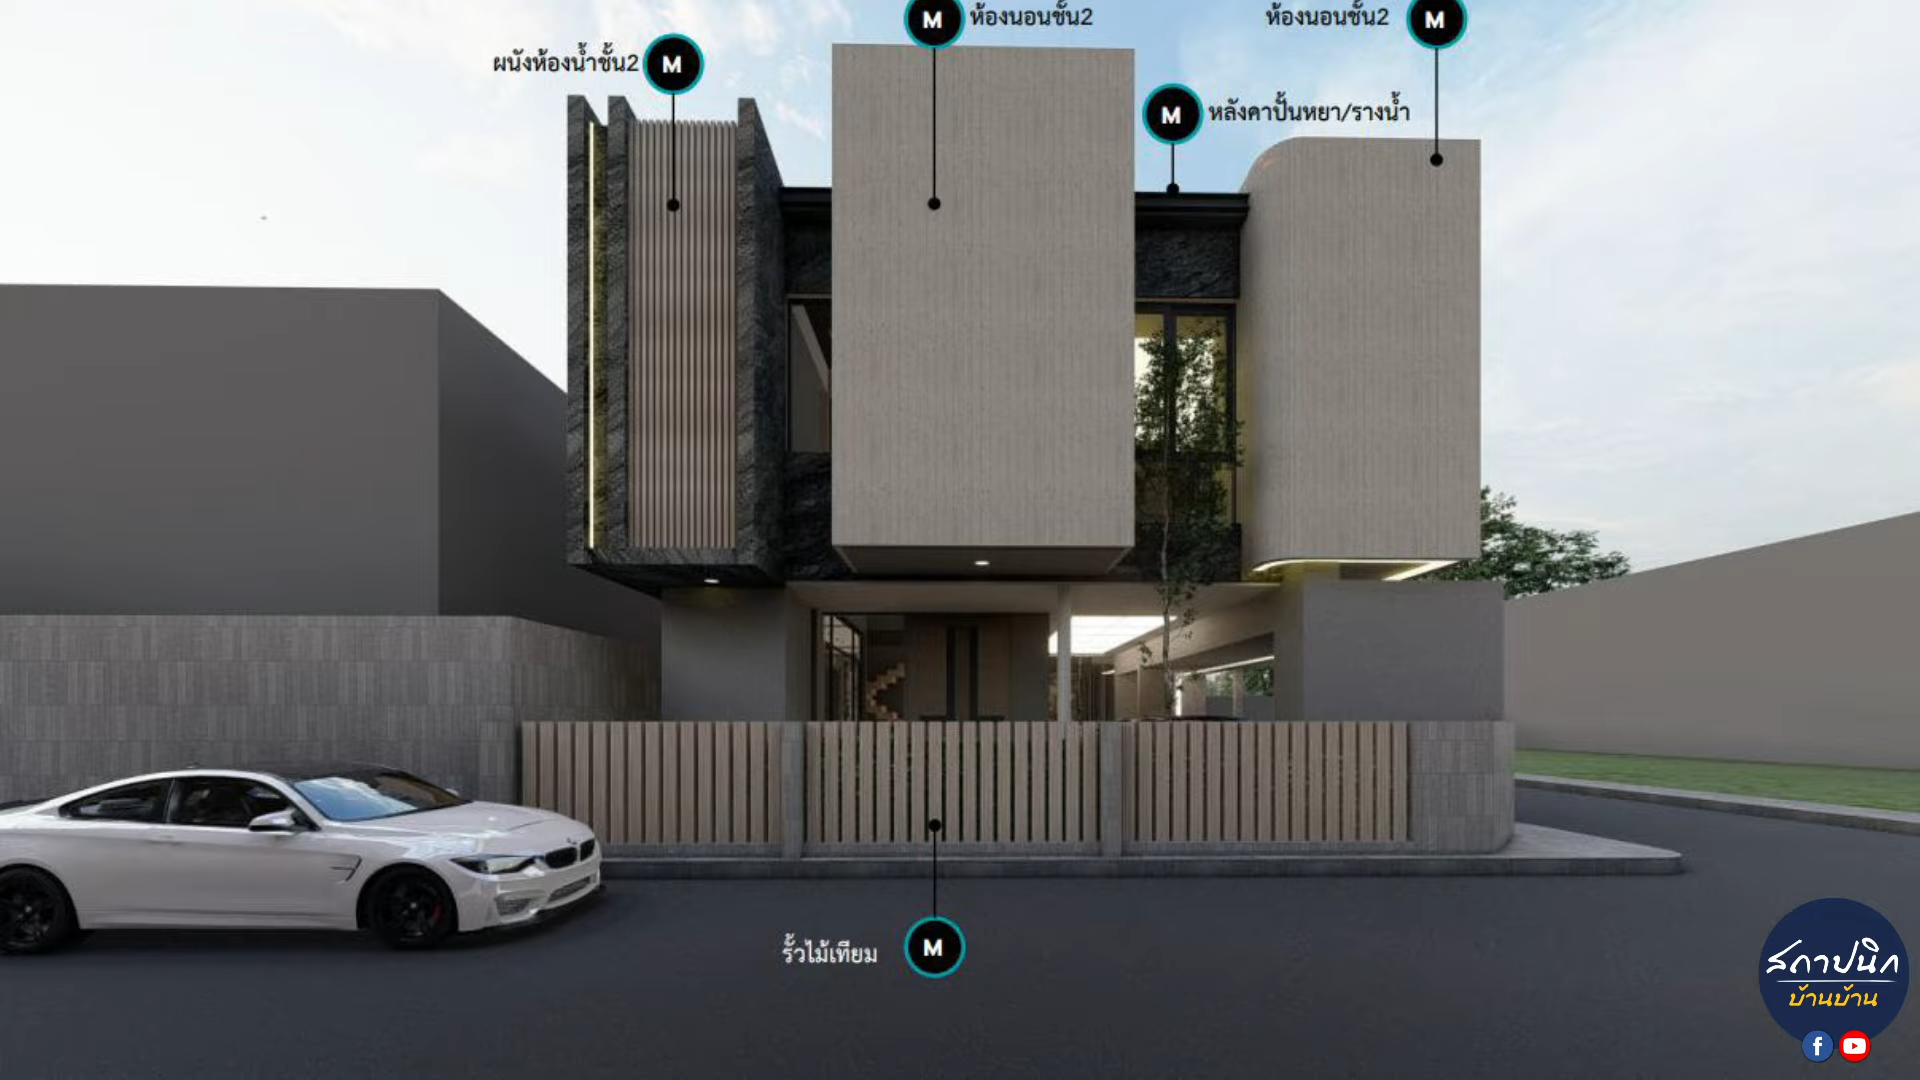 M ห้องนอนชั้น2
ห้องนอนชั้น2 M
ผนังห้องน้ำชั้น2 M
M หลังคาปั้นหยา/รางน้ำ
รั้วไม้เทียม M
สถาปนิก
บ้านบ้าน
f